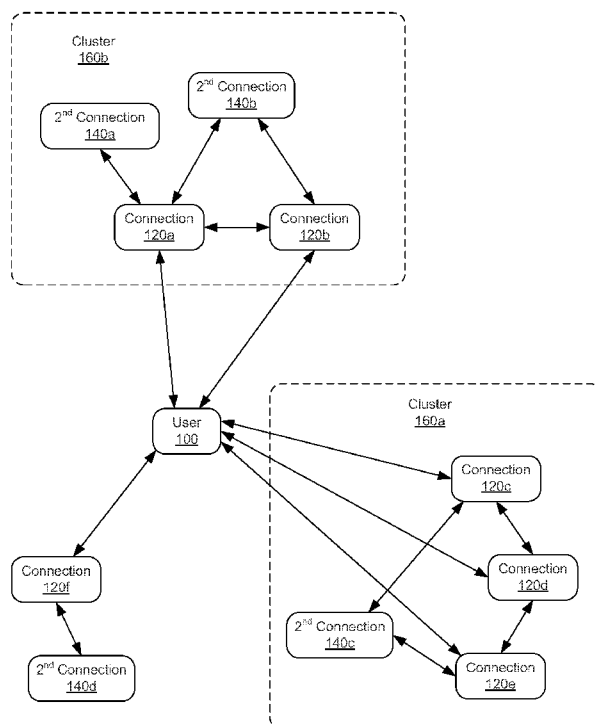 Cluster
160b
2nd Connection
140b
2nd Connection
140a
Connection
120a
Connection
120b
User
100
Cluster
160a
Connection
120c
Connection
120d
Connection
120f
2nd Connection
140c
2nd Connection
140d
Connection
120e